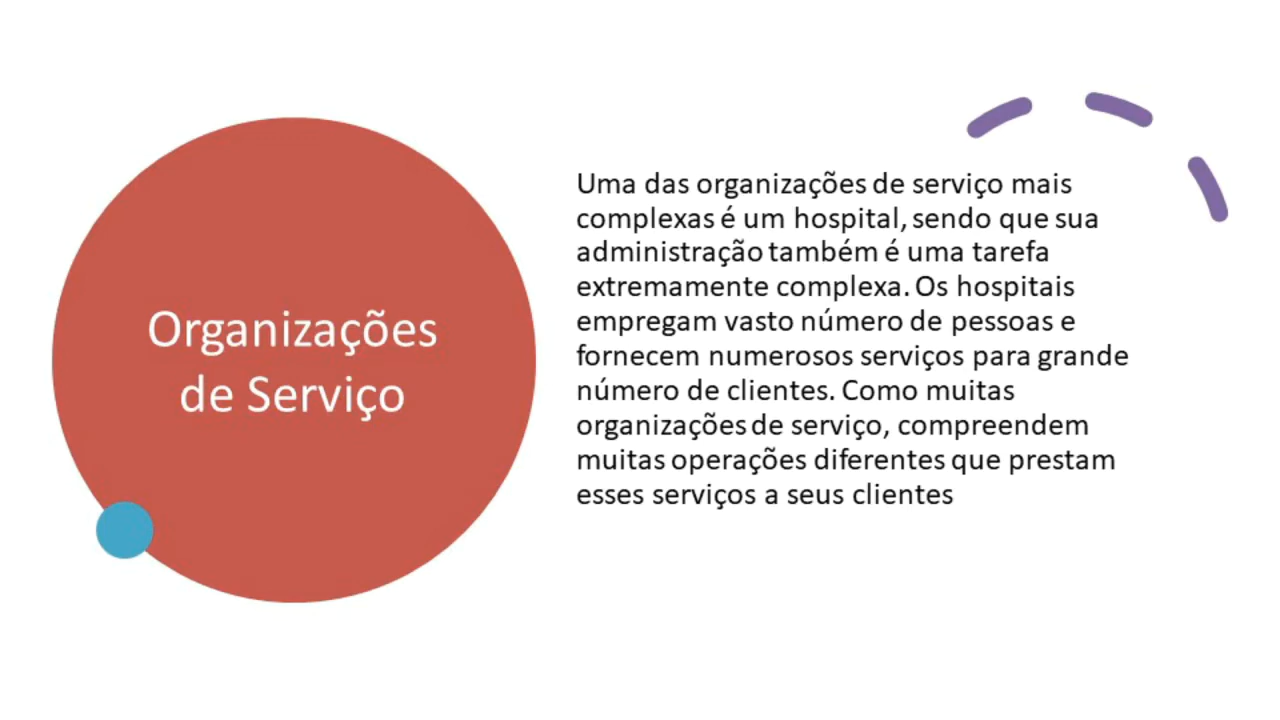 Organizações
de Serviço
Uma das organizações de serviço mais
complexas é um hospital, sendo que sua
administração também é uma tarefa
extremamente complexa. Os hospitais
empregam vasto número de pessoas e
fornecem numerosos serviços para grande
número de clientes. Como muitas
organizações de serviço, compreendem
muitas operações diferentes que prestam
esses serviços a seus clientes